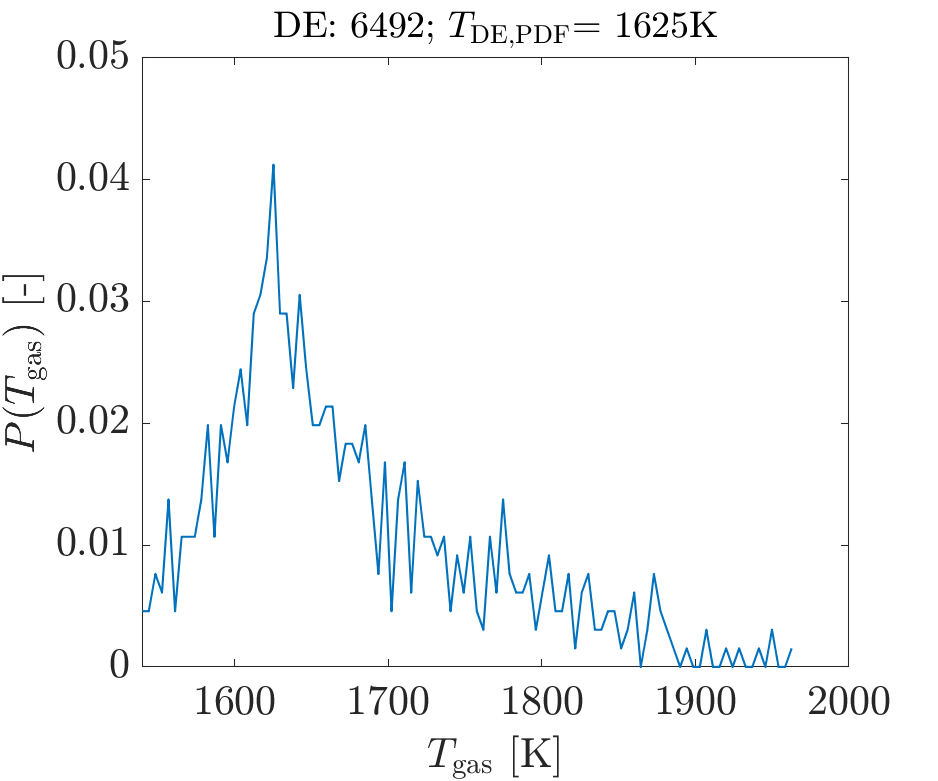 DE: 6492; T_DE,PDF= 1625K
0.05
0.04
0.03
0.02
0.01
0
P(T_gas) [-]
1600 1700 1800 1900 2000
T_gas [K]